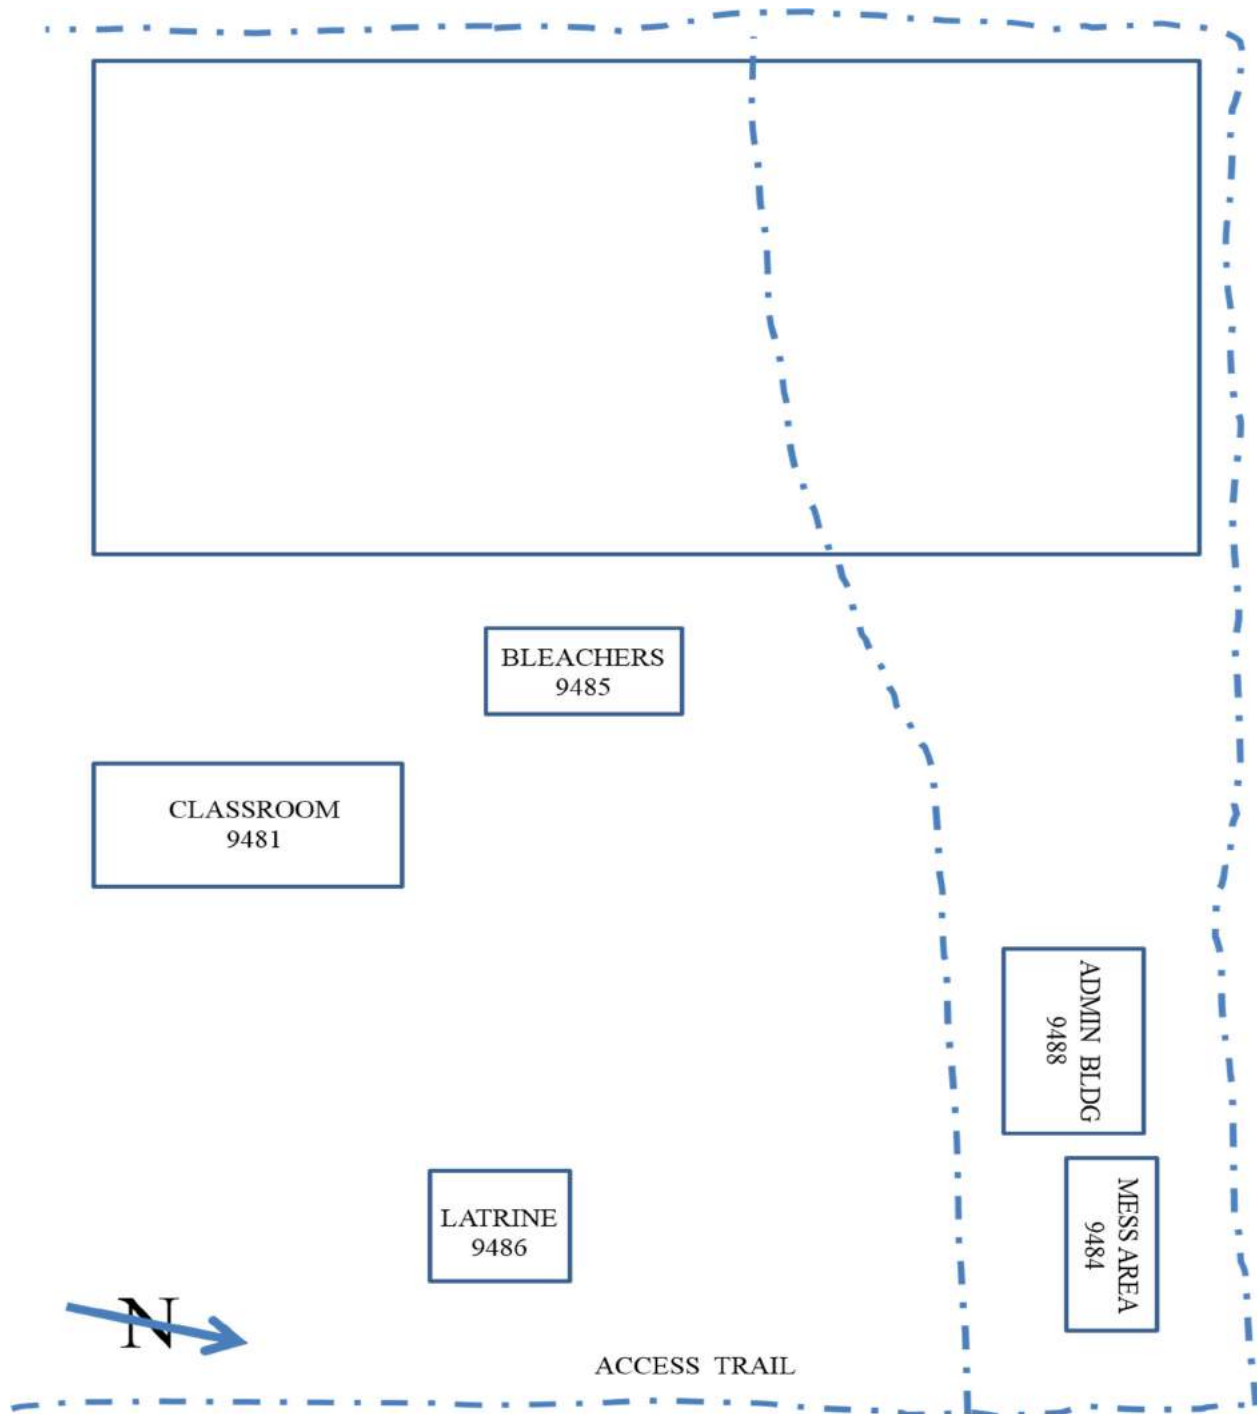 BLEACHERS
9485
CLASSROOM
9481
ADMIN BLDG
9488
MESS AREA
9484
LATRINE
9486
N
ACCESS TRAIL